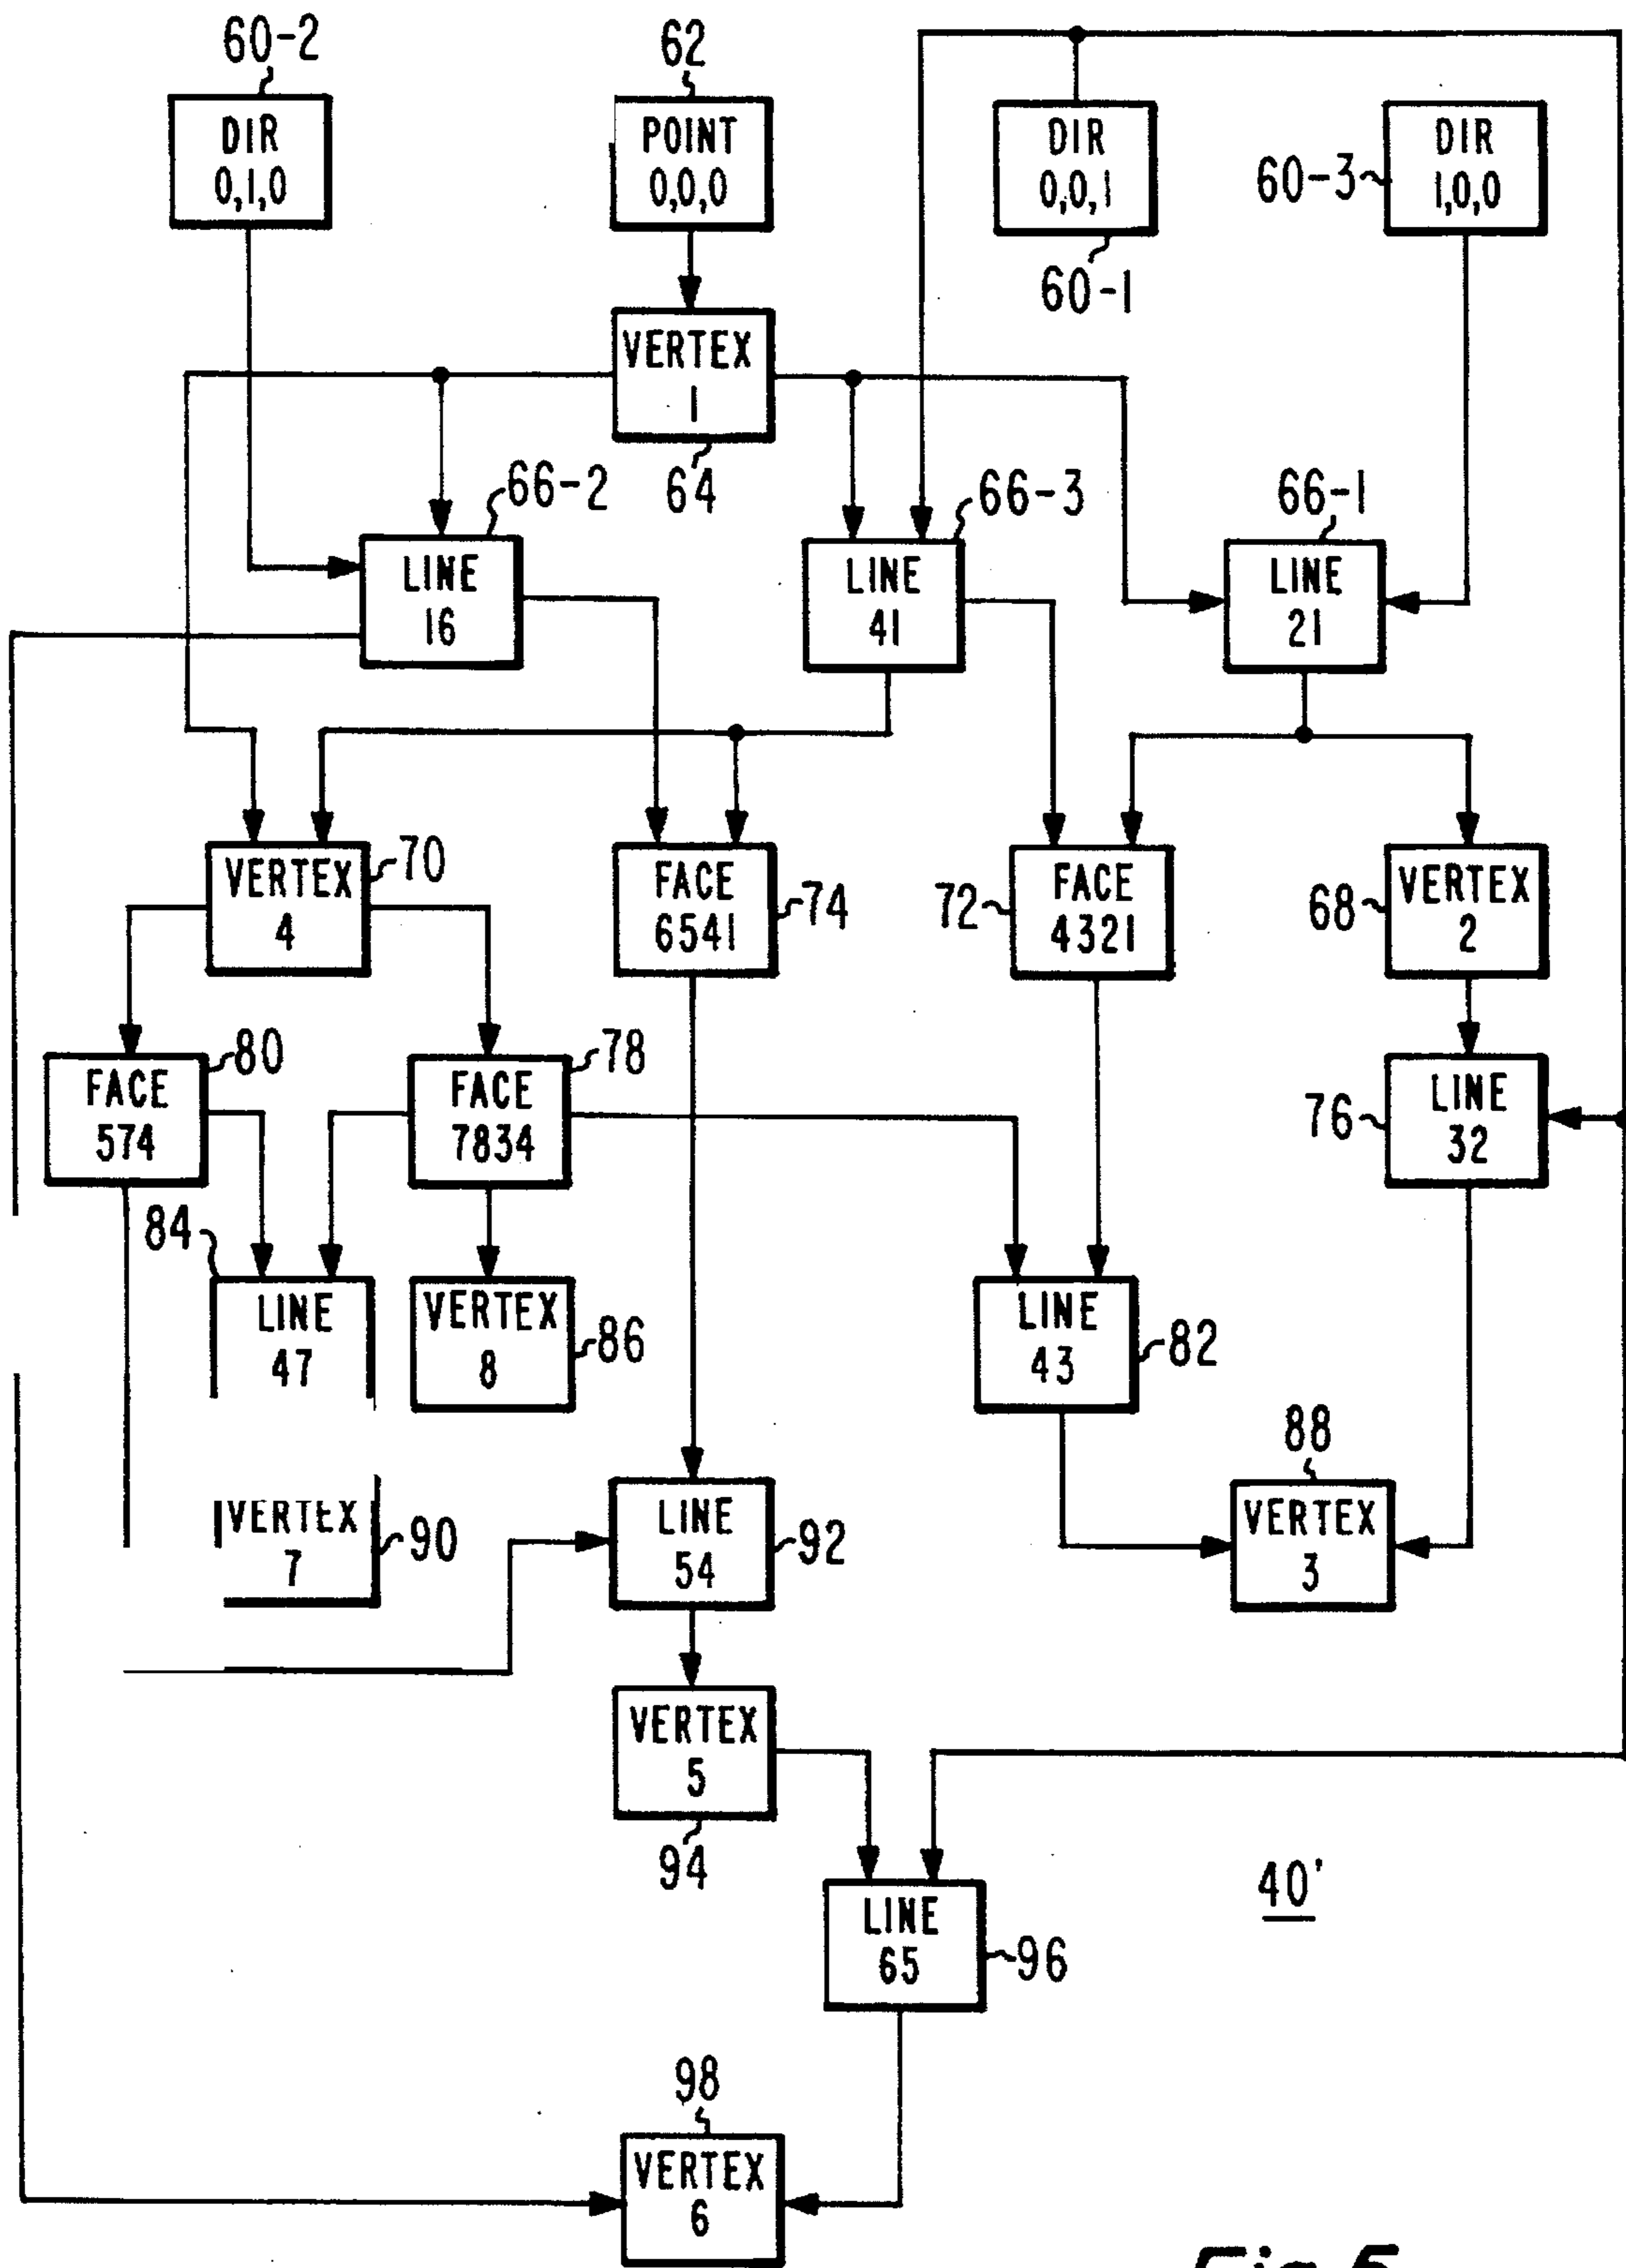 60-2
62
DIR
0,1,0
POINT
0,0,0
DIR
0,0,1
60-3
DIR
1,0,0
60-1
VERTEX
1
64
66-2
66-3
66-1
LINE
16
LINE
41
LINE
21
VERTEX
4
70
FACE
6541
74
72
FACE
4321
68
VERTEX
2
80
FACE
574
78
FACE
7834
76
LINE
32
84
LINE
47
VERTEX
8
86
LINE
43
82
88
VERTEX
7
90
LINE
54
92
VERTEX
3
VERTEX
5
94
40'
LINE
65
96
98
VERTEX
6